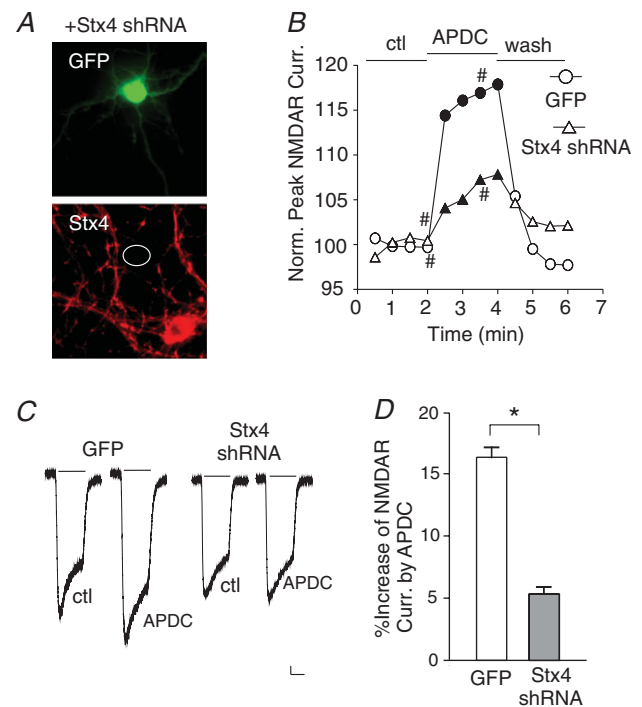 A
+Stx4 shRNA
GFP
Stx4
B
ctl
APDC
wash
Norm. Peak NMDAR Curr.
120
115
110
105
100
95
#
#
#
#
GFP
Stx4 shRNA
0
1
2
3
4
5
6
7
Time (min)
C
GFP
Stx4
shRNA
ctl
APDC
ctl
APDC
D
%Increase of NMDAR
Curr. by APDC
20
15
10
5
0
*
GFP
Stx4
shRNA